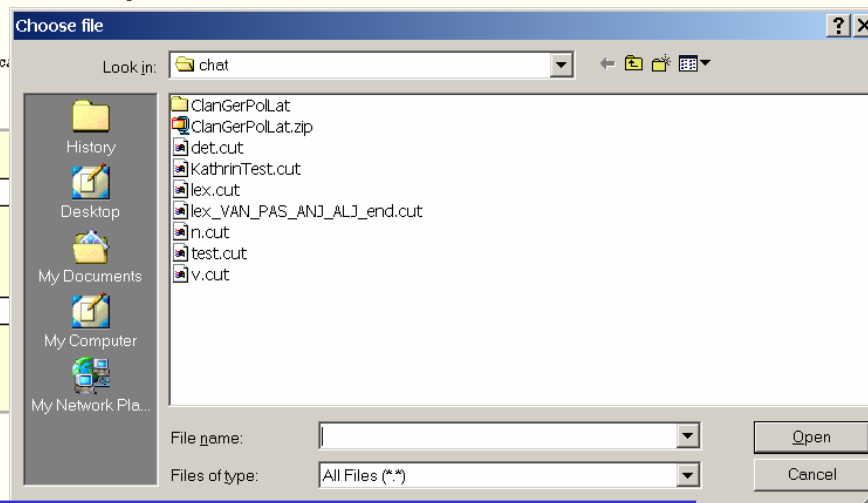 Choose file
Look in: chat
History
Desktop
My Documents
My Computer
My Network Pla...
ClanGerPolLat
ClanGerPolLat.zip
det.cut
KathrinTest.cut
lex.cut
lex_VAN_PAS_ANJ_ALJ_end.cut
n.cut
test.cut
v.cut
File name:
Open
Files of type: All Files (*.*)
Cancel